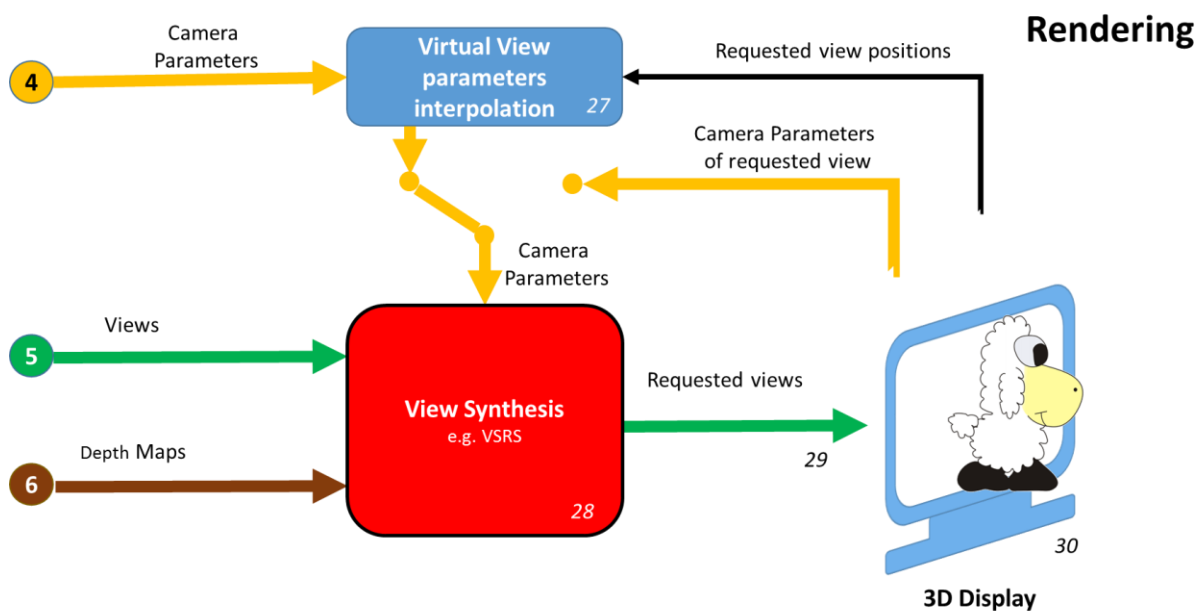 Rendering
Camera
Parameters
4
Virtual View
parameters
interpolation
27
Requested view positions
Camera Parameters
of requested view
Camera
Parameters
Views
5
View Synthesis
e.g. VSRS
28
Requested views
29
Depth Maps
6
30
3D Display